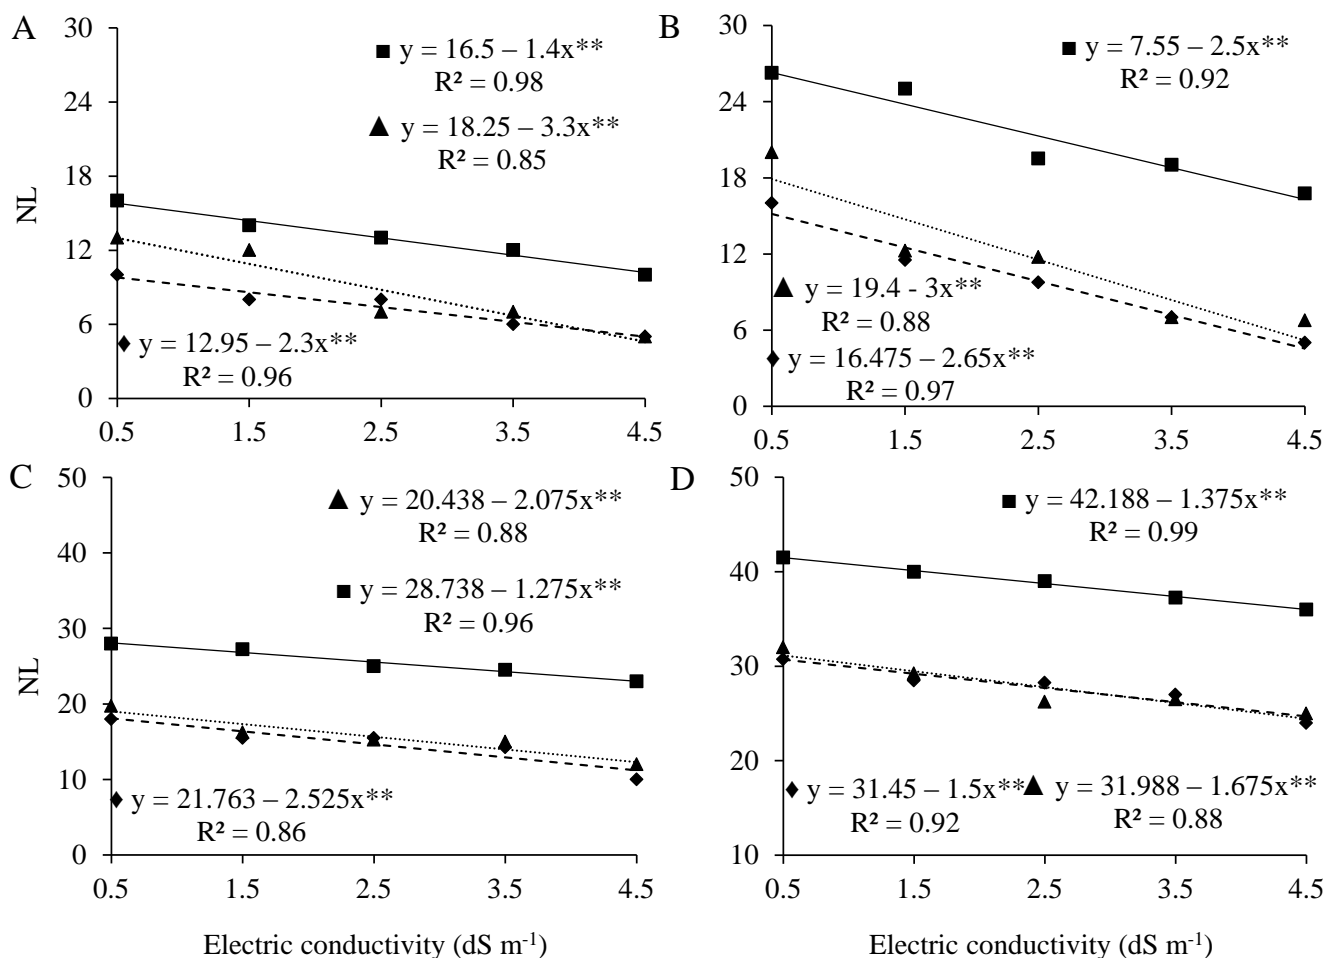 A
30
24
18
12
6
0
NL
y = 16.5 – 1.4x**
R² = 0.98
y = 18.25 – 3.3x**
R² = 0.85
y = 12.95 – 2.3x**
R² = 0.96
0.5 1.5 2.5 3.5 4.5
B
30
24
18
12
6
0
y = 7.55 – 2.5x**
R² = 0.92
y = 19.4 - 3x**
R² = 0.88
y = 16.475 – 2.65x**
R² = 0.97
0.5 1.5 2.5 3.5 4.5
C
50
40
30
20
10
0
NL
y = 20.438 – 2.075x**
R² = 0.88
y = 28.738 – 1.275x**
R² = 0.96
y = 21.763 – 2.525x**
R² = 0.86
0.5 1.5 2.5 3.5 4.5
Electric conductivity (dS m⁻¹)
D
50
40
30
20
10
y = 42.188 – 1.375x**
R² = 0.99
y = 31.45 – 1.5x**
R² = 0.92
y = 31.988 – 1.675x**
R² = 0.88
0.5 1.5 2.5 3.5 4.5
Electric conductivity (dS m⁻¹)